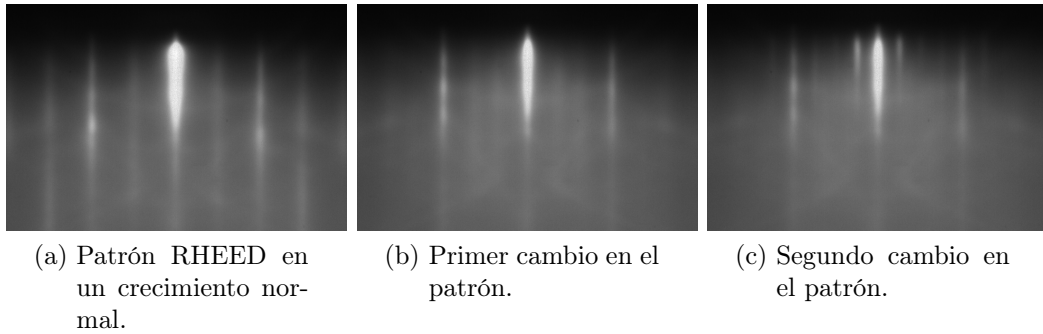 (a) Patrón RHEED en
un crecimiento nor-
mal.
(b) Primer cambio en el
patrón.
(c) Segundo cambio en
el patrón.